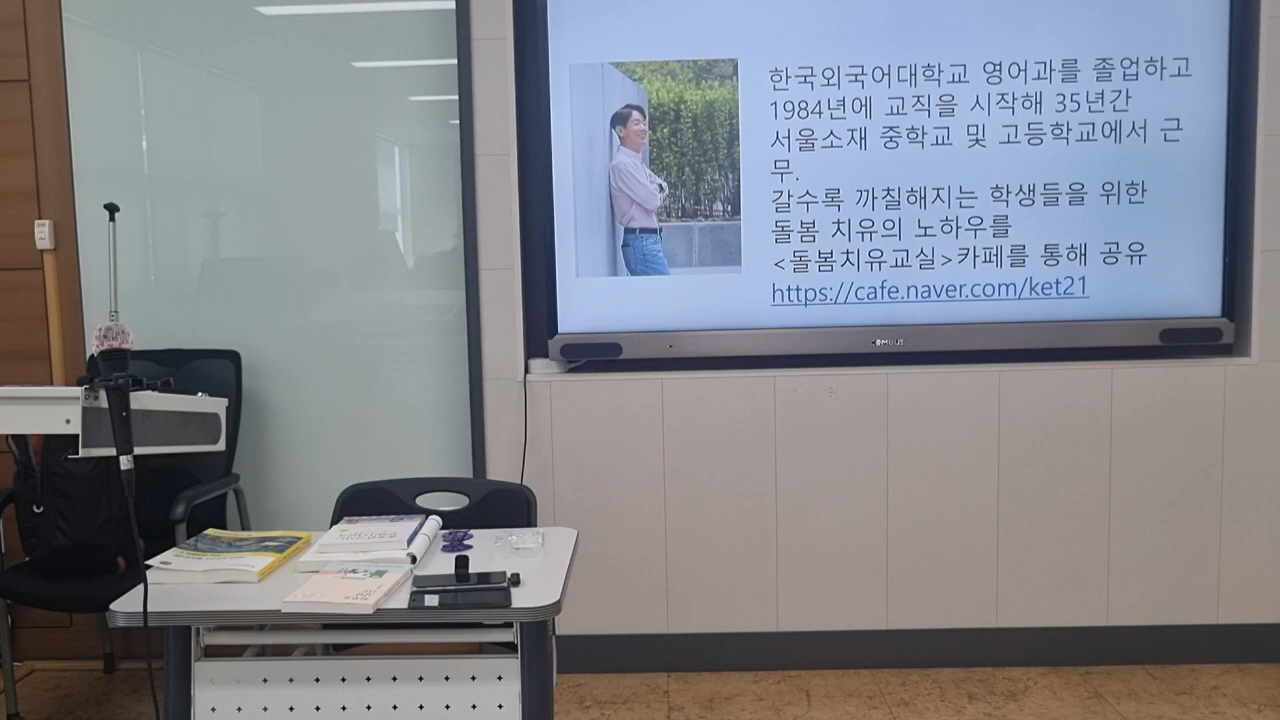 한국외국어대학교 영어과를 졸업하고
1984년에 교직을 시작해 35년간
서울소재 중학교 및 고등학교에서 근
무.
갈수록 까칠해지는 학생들을 위한
돌봄 치유의 노하우를
<돌봄치유교실>카페를 통해 공유
https://cafe.naver.com/ket21